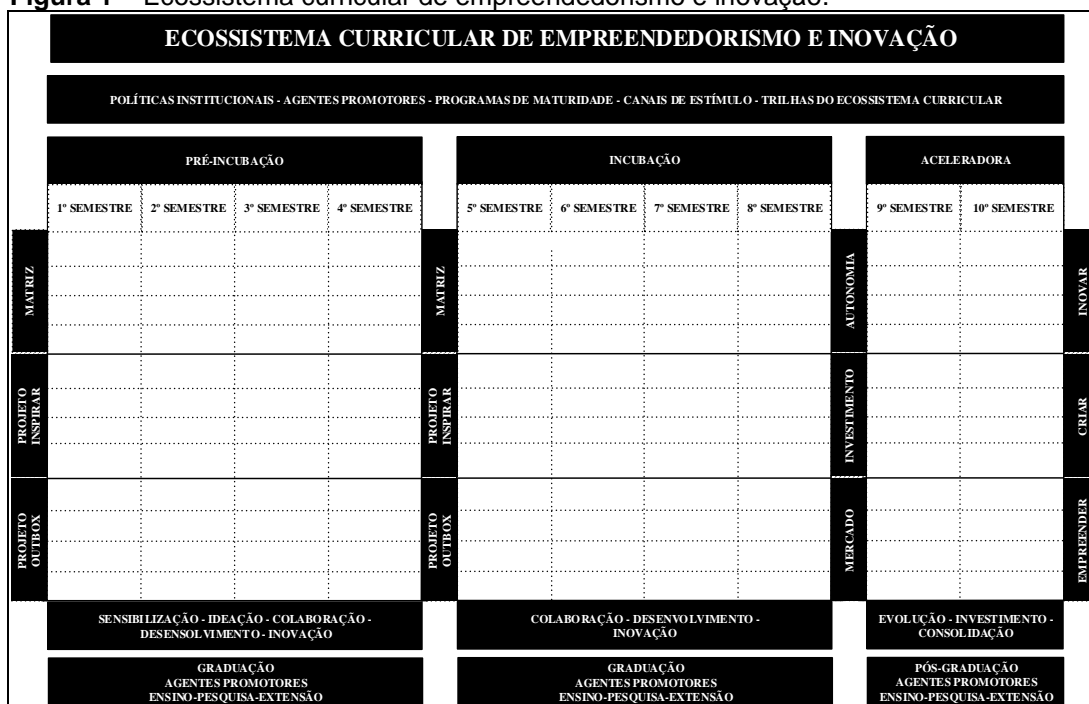 Figura 1 – Ecossistema curricular de empreendedorismo e inovação.
ECOSSISTEMA CURRICULAR DE EMPREENDEDORISMO E INOVAÇÃO
POLÍTICAS INSTITUCIONAIS - AGENTES PROMOTORES - PROGRAMAS DE MATURIDADE - CANAIS DE ESTÍMULO - TRILHAS DO ECOSSISTEMA CURRICULAR
PRÉ-INCUBAÇÃO
INCUBAÇÃO
ACELERADORA
1º SEMESTRE
2º SEMESTRE
3º SEMESTRE
4º SEMESTRE
5º SEMESTRE
6º SEMESTRE
7º SEMESTRE
8º SEMESTRE
9º SEMESTRE
10º SEMESTRE
MATRIZ
MATRIZ
AUTONOMIA
INOVAR
PROJETO
INSPIRAR
PROJETO
INSPIRAR
INVESTIMENTO
CRIAR
PROJETO
OUTBOX
PROJETO
OUTBOX
MERCADO
EMPREENDER
SENSIBILIZAÇÃO - IDEAÇÃO - COLABORAÇÃO -
DESENSOLVIMENTO - INOVAÇÃO
COLABORAÇÃO - DESENVOLVIMENTO -
INOVAÇÃO
EVOLUÇÃO - INVESTIMENTO -
CONSOLIDAÇÃO
GRADUAÇÃO
AGENTES PROMOTORES
ENSINO-PESQUISA-EXTENSÃO
GRADUAÇÃO
AGENTES PROMOTORES
ENSINO-PESQUISA-EXTENSÃO
PÓS-GRADUAÇÃO
AGENTES PROMOTORES
ENSINO-PESQUISA-EXTENSÃO